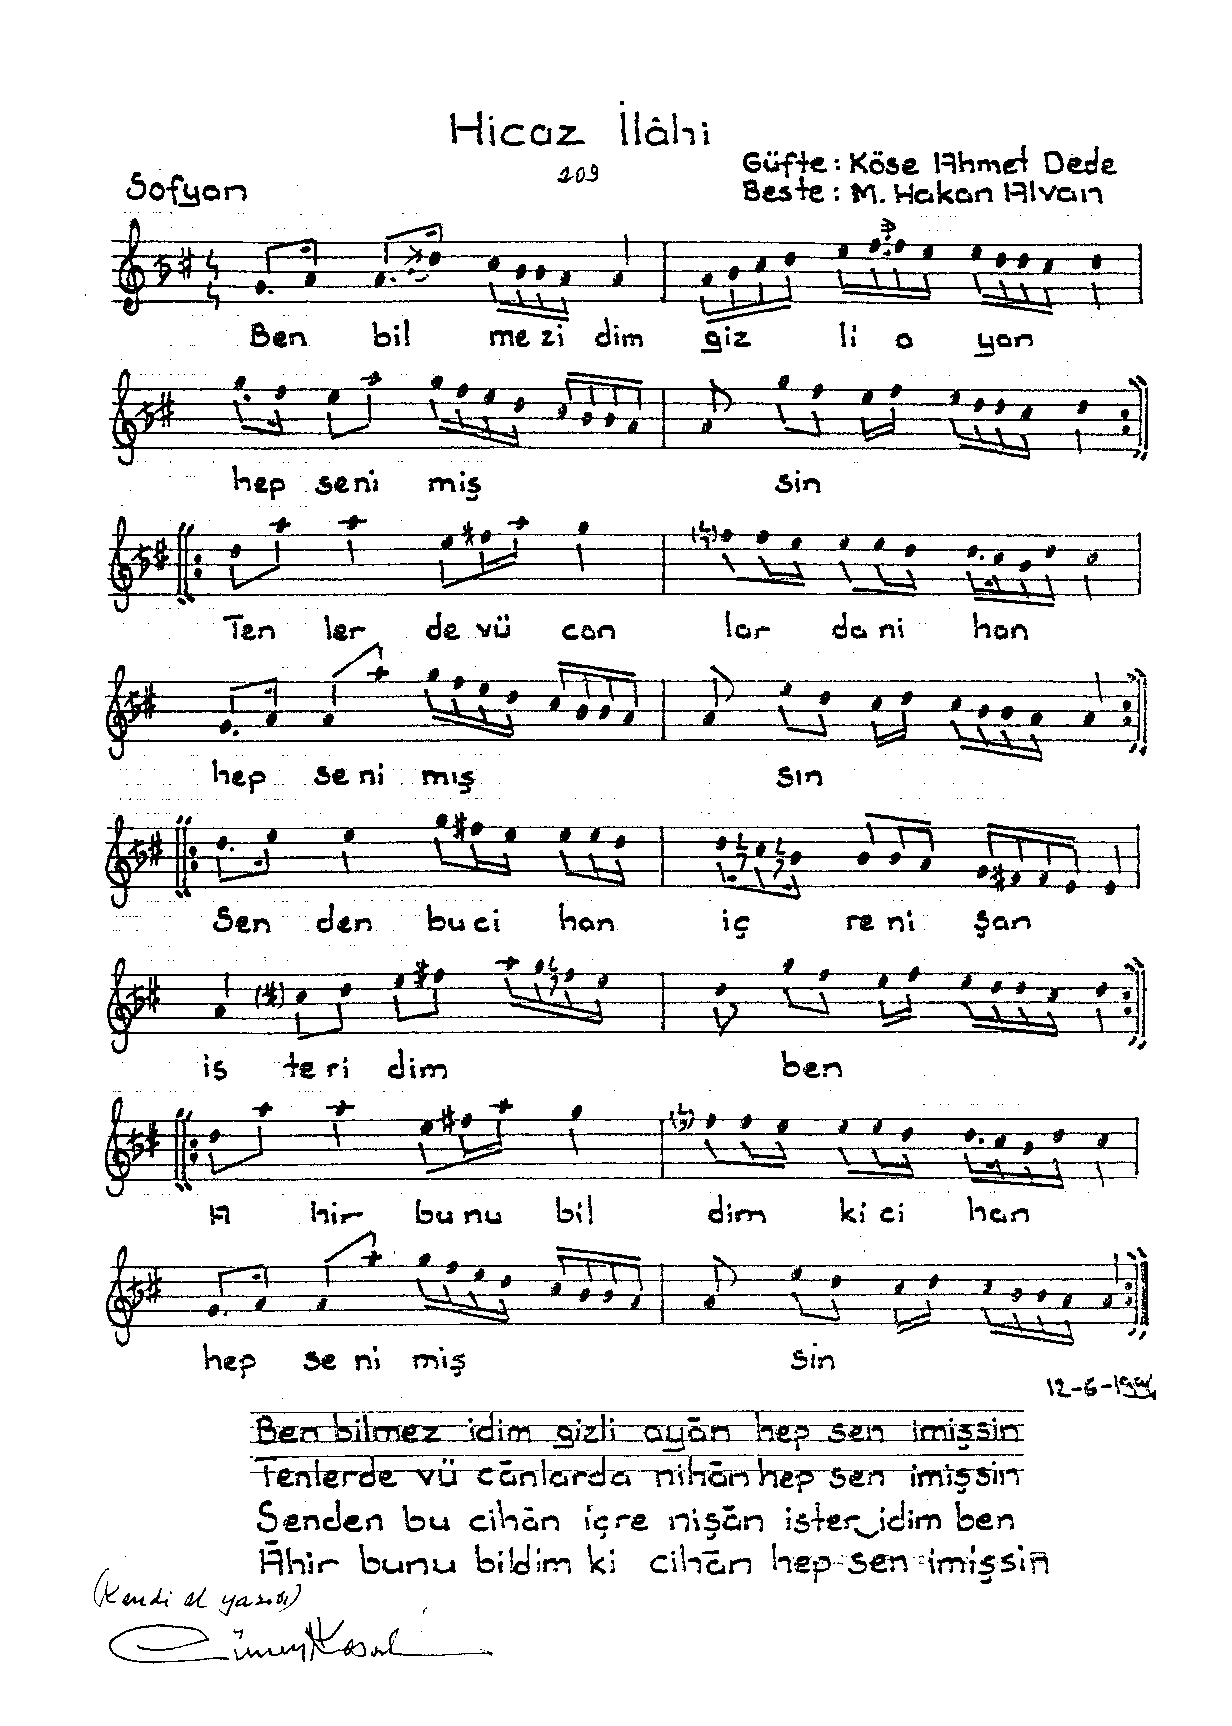 Hicaz İlâhi
209
Güfte : Köse Ahmet Dede
Sofyan
Beste : M. Hakan Alvan
4
4
Ben bil me zi dim giz li a yan
hep se ni miş sin
Ten ler de vü can lar da ni han
hep se ni mış sın
Sen den bu ci han iç re ni şan
is te ri dim ben
A hir bu nu bil dim ki ci han
hep se ni miş sin
12-6-1994
Ben bilmez idim gizli ayān hep sen imişsin
Tenlerde vü cānlarda nihān hep sen imişsin
Senden bu cihān içre nişān ister idim ben
Āhir bunu bildim ki cihān hep sen imişsin
(Kendi el yazısı)